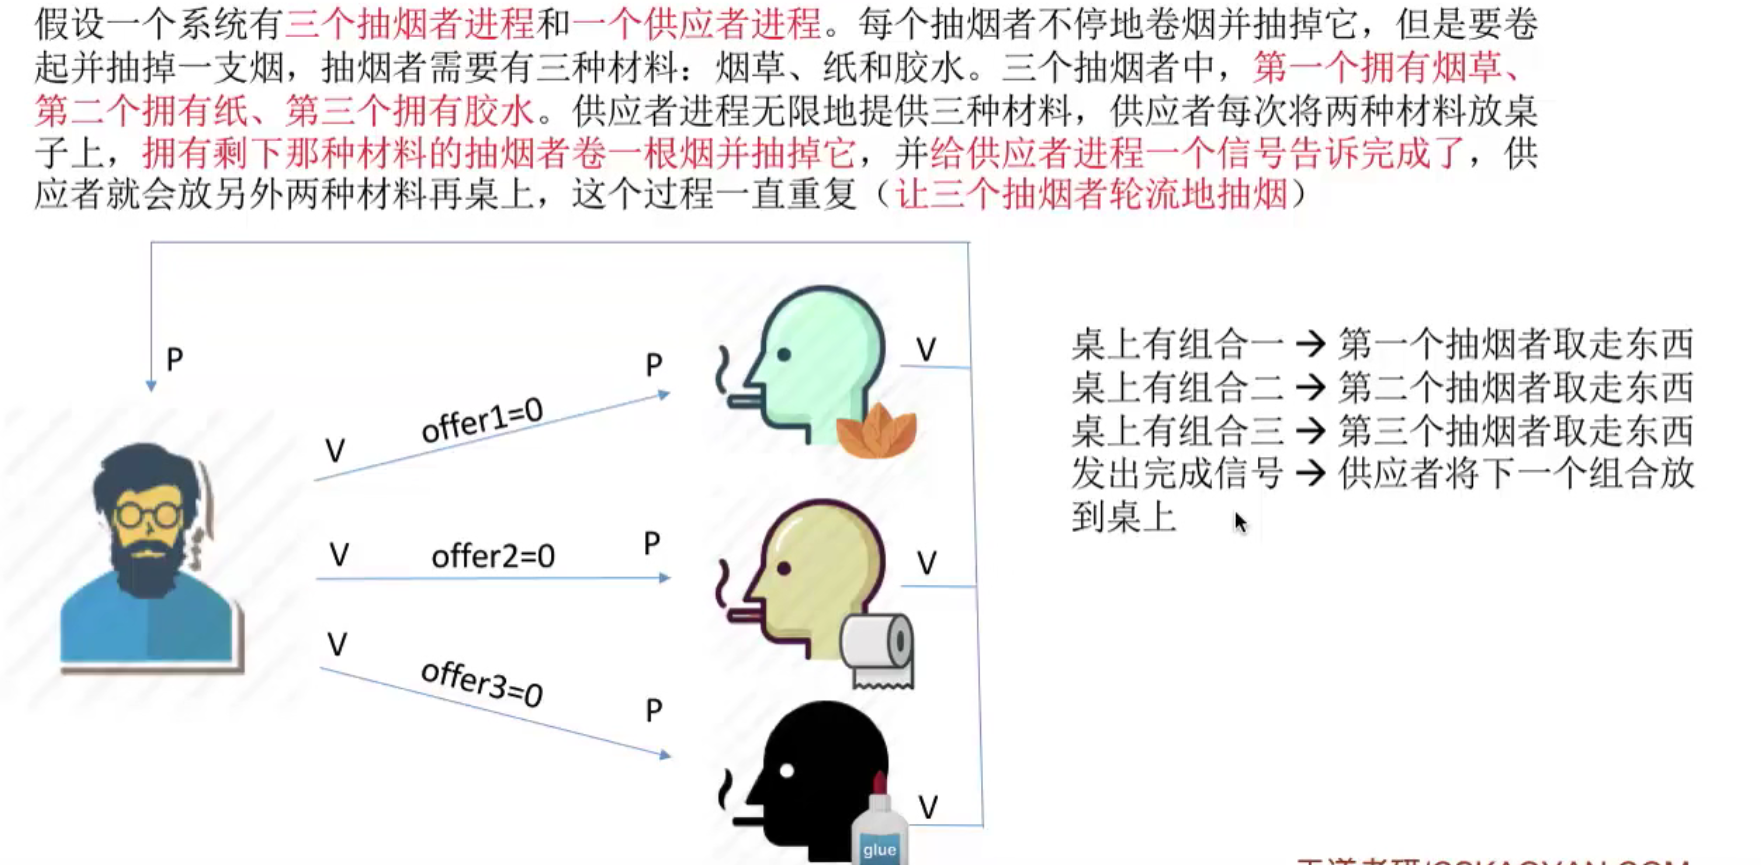 假设一个系统有三个抽烟者进程和一个供应者进程。每个抽烟者不停地卷烟并抽掉它，但是要卷
起并抽掉一支烟，抽烟者需要有三种材料：烟草、纸和胶水。三个抽烟者中，第一个拥有烟草、
第二个拥有纸、第三个拥有胶水。供应者进程无限地提供三种材料，供应者每次将两种材料放桌
子上，拥有剩下那种材料的抽烟者卷一根烟并抽掉它，并给供应者进程一个信号告诉完成了，供
应者就会放另外两种材料再桌上，这个过程一直重复（让三个抽烟者轮流地抽烟）
P
V
offer1=0
P
V
V
offer2=0
P
V
V
offer3=0
P
V
glue
桌上有组合一 → 第一个抽烟者取走东西
桌上有组合二 → 第二个抽烟者取走东西
桌上有组合三 → 第三个抽烟者取走东西
发出完成信号 → 供应者将下一个组合放
到桌上